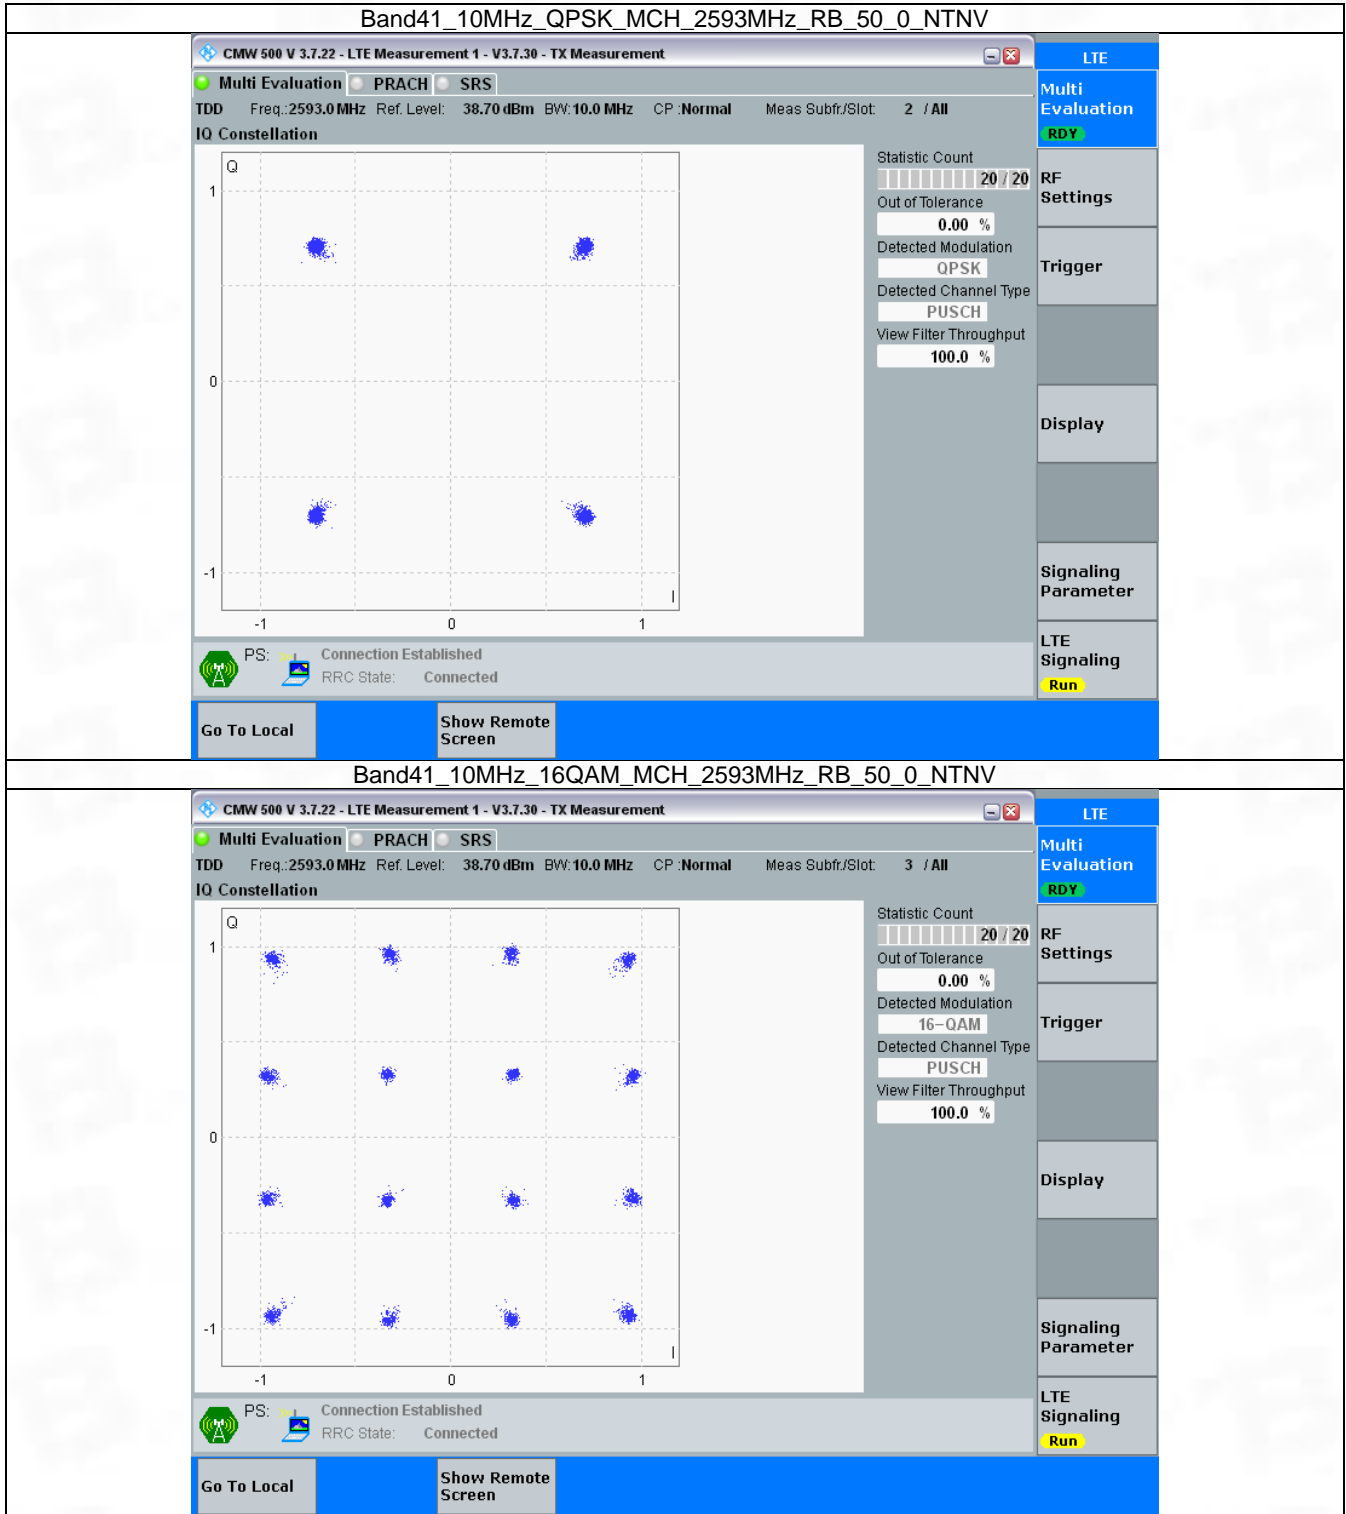 Band41_10MHz_QPSK_MCH_2593MHz_RB_50_0_NTNV
CMW 500 V 3.7.22 - LTE Measurement 1 - V3.7.30 - TX Measurement
LTE
Multi Evaluation PRACH SRS
Multi
Evaluation
RDY
TDD Freq.:2593.0 MHz Ref. Level: 38.70 dBm BW:10.0 MHz CP :Normal Meas Subfr./Slot: 2 / All
IQ Constellation
Q
1
0
-1
I
-1 0 1
Statistic Count
20 / 20
Out of Tolerance
0.00 %
Detected Modulation
QPSK
Detected Channel Type
PUSCH
View Filter Throughput
100.0 %
RF
Settings
Trigger
Display
Signaling
Parameter
LTE
Signaling
Run
PS: Connection Established
RRC State: Connected
Go To Local
Show Remote
Screen
Band41_10MHz_16QAM_MCH_2593MHz_RB_50_0_NTNV
CMW 500 V 3.7.22 - LTE Measurement 1 - V3.7.30 - TX Measurement
LTE
Multi Evaluation PRACH SRS
Multi
Evaluation
RDY
TDD Freq.:2593.0 MHz Ref. Level: 38.70 dBm BW:10.0 MHz CP :Normal Meas Subfr./Slot: 3 / All
IQ Constellation
Q
1
0
-1
I
-1 0 1
Statistic Count
20 / 20
Out of Tolerance
0.00 %
Detected Modulation
16-QAM
Detected Channel Type
PUSCH
View Filter Throughput
100.0 %
RF
Settings
Trigger
Display
Signaling
Parameter
LTE
Signaling
Run
PS: Connection Established
RRC State: Connected
Go To Local
Show Remote
Screen